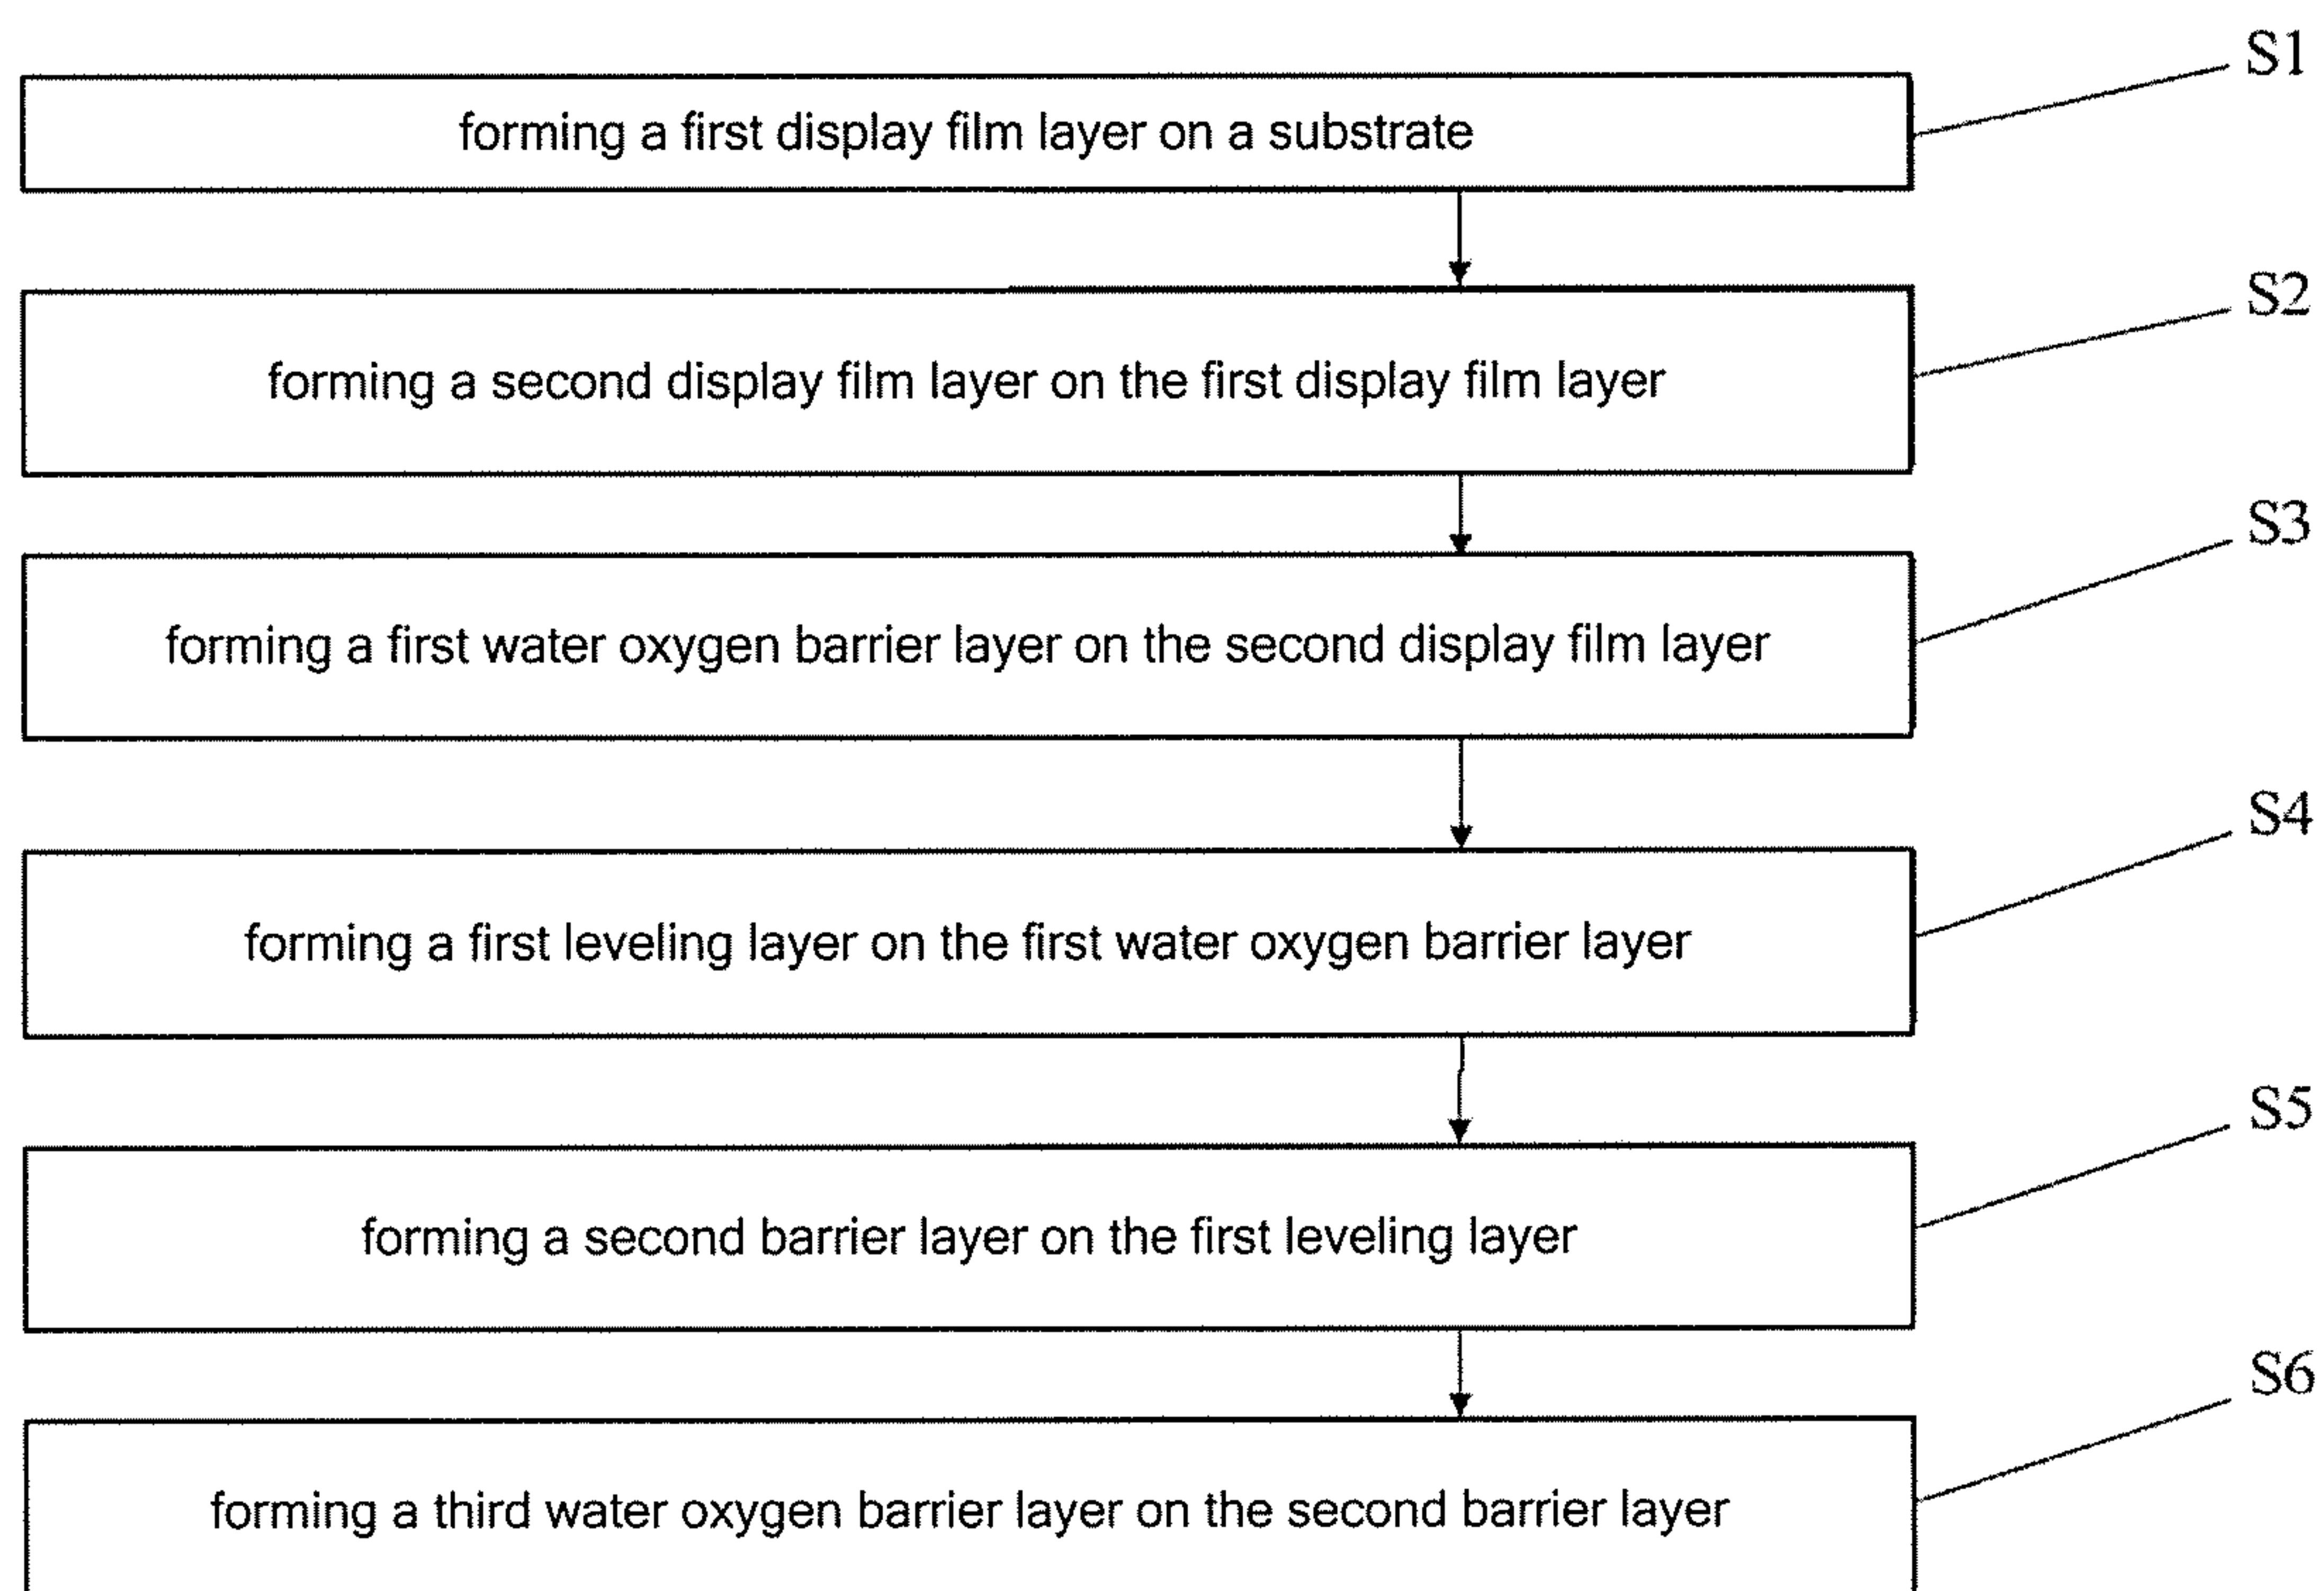 S1
forming a first display film layer on a substrate
S2
forming a second display film layer on the first display film layer
S3
forming a first water oxygen barrier layer on the second display film layer
S4
forming a first leveling layer on the first water oxygen barrier layer
S5
forming a second barrier layer on the first leveling layer
S6
forming a third water oxygen barrier layer on the second barrier layer